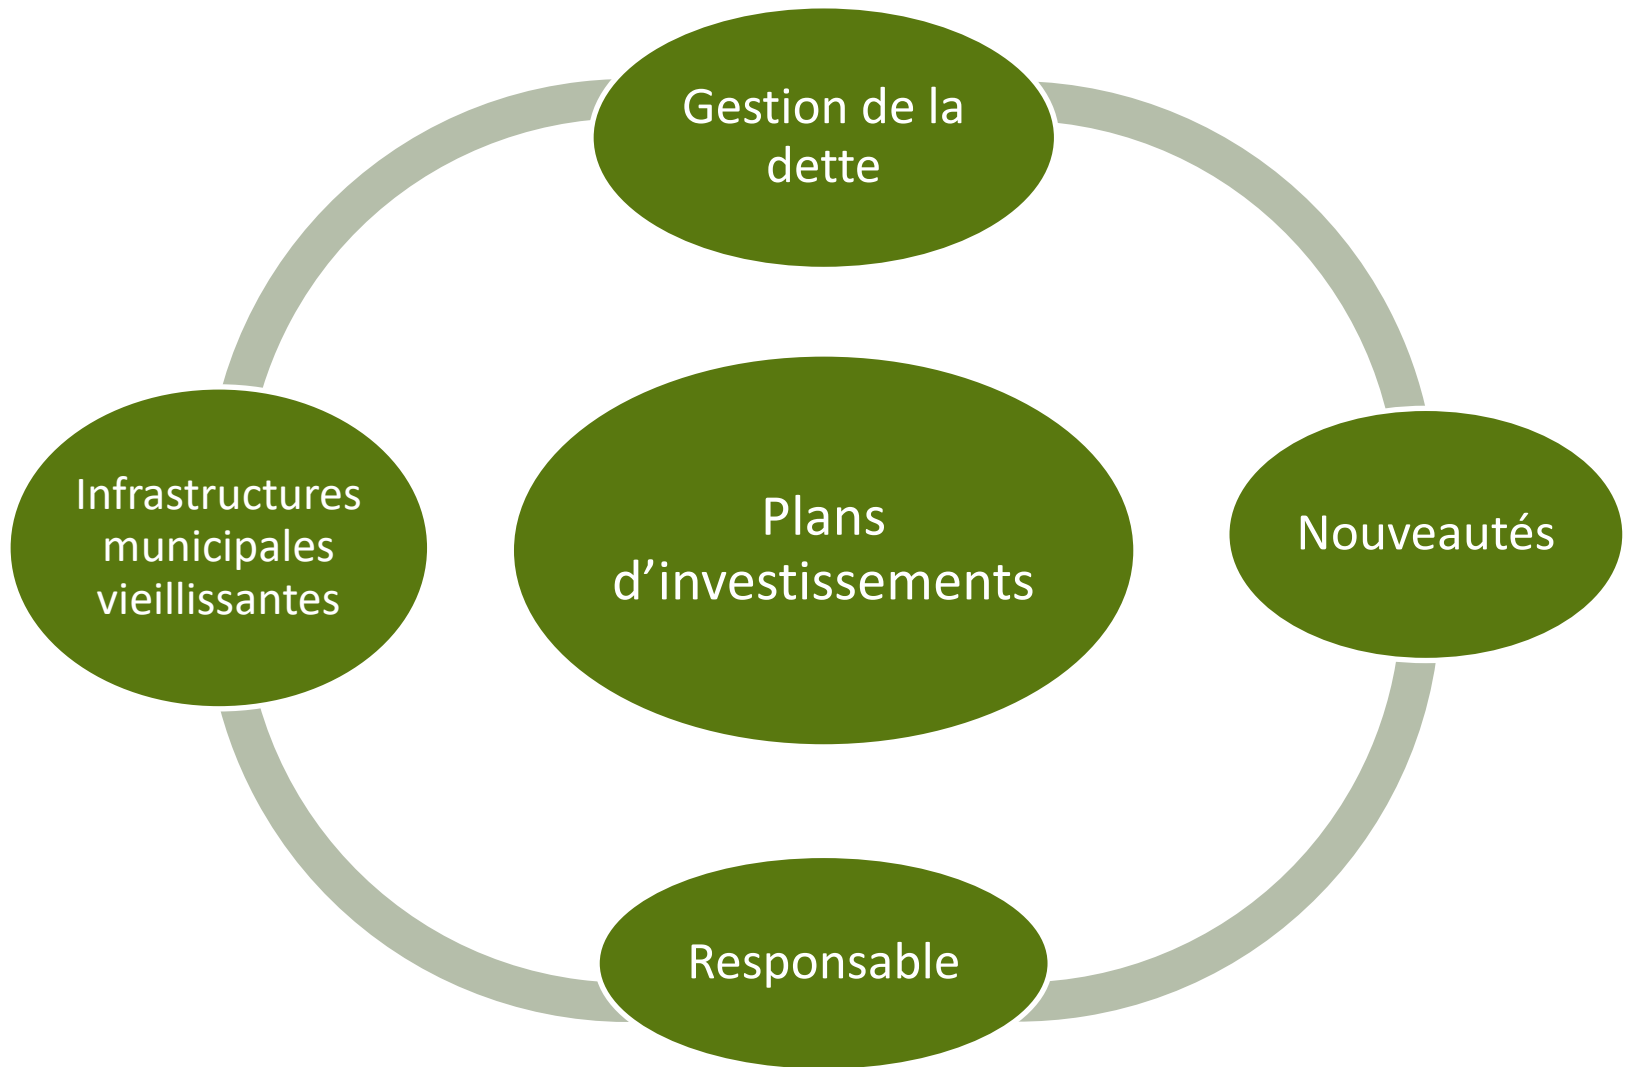 Gestion de la
dette
Infrastructures
municipales
vieillissantes
Plans
d’investissements
Nouveautés
Responsable